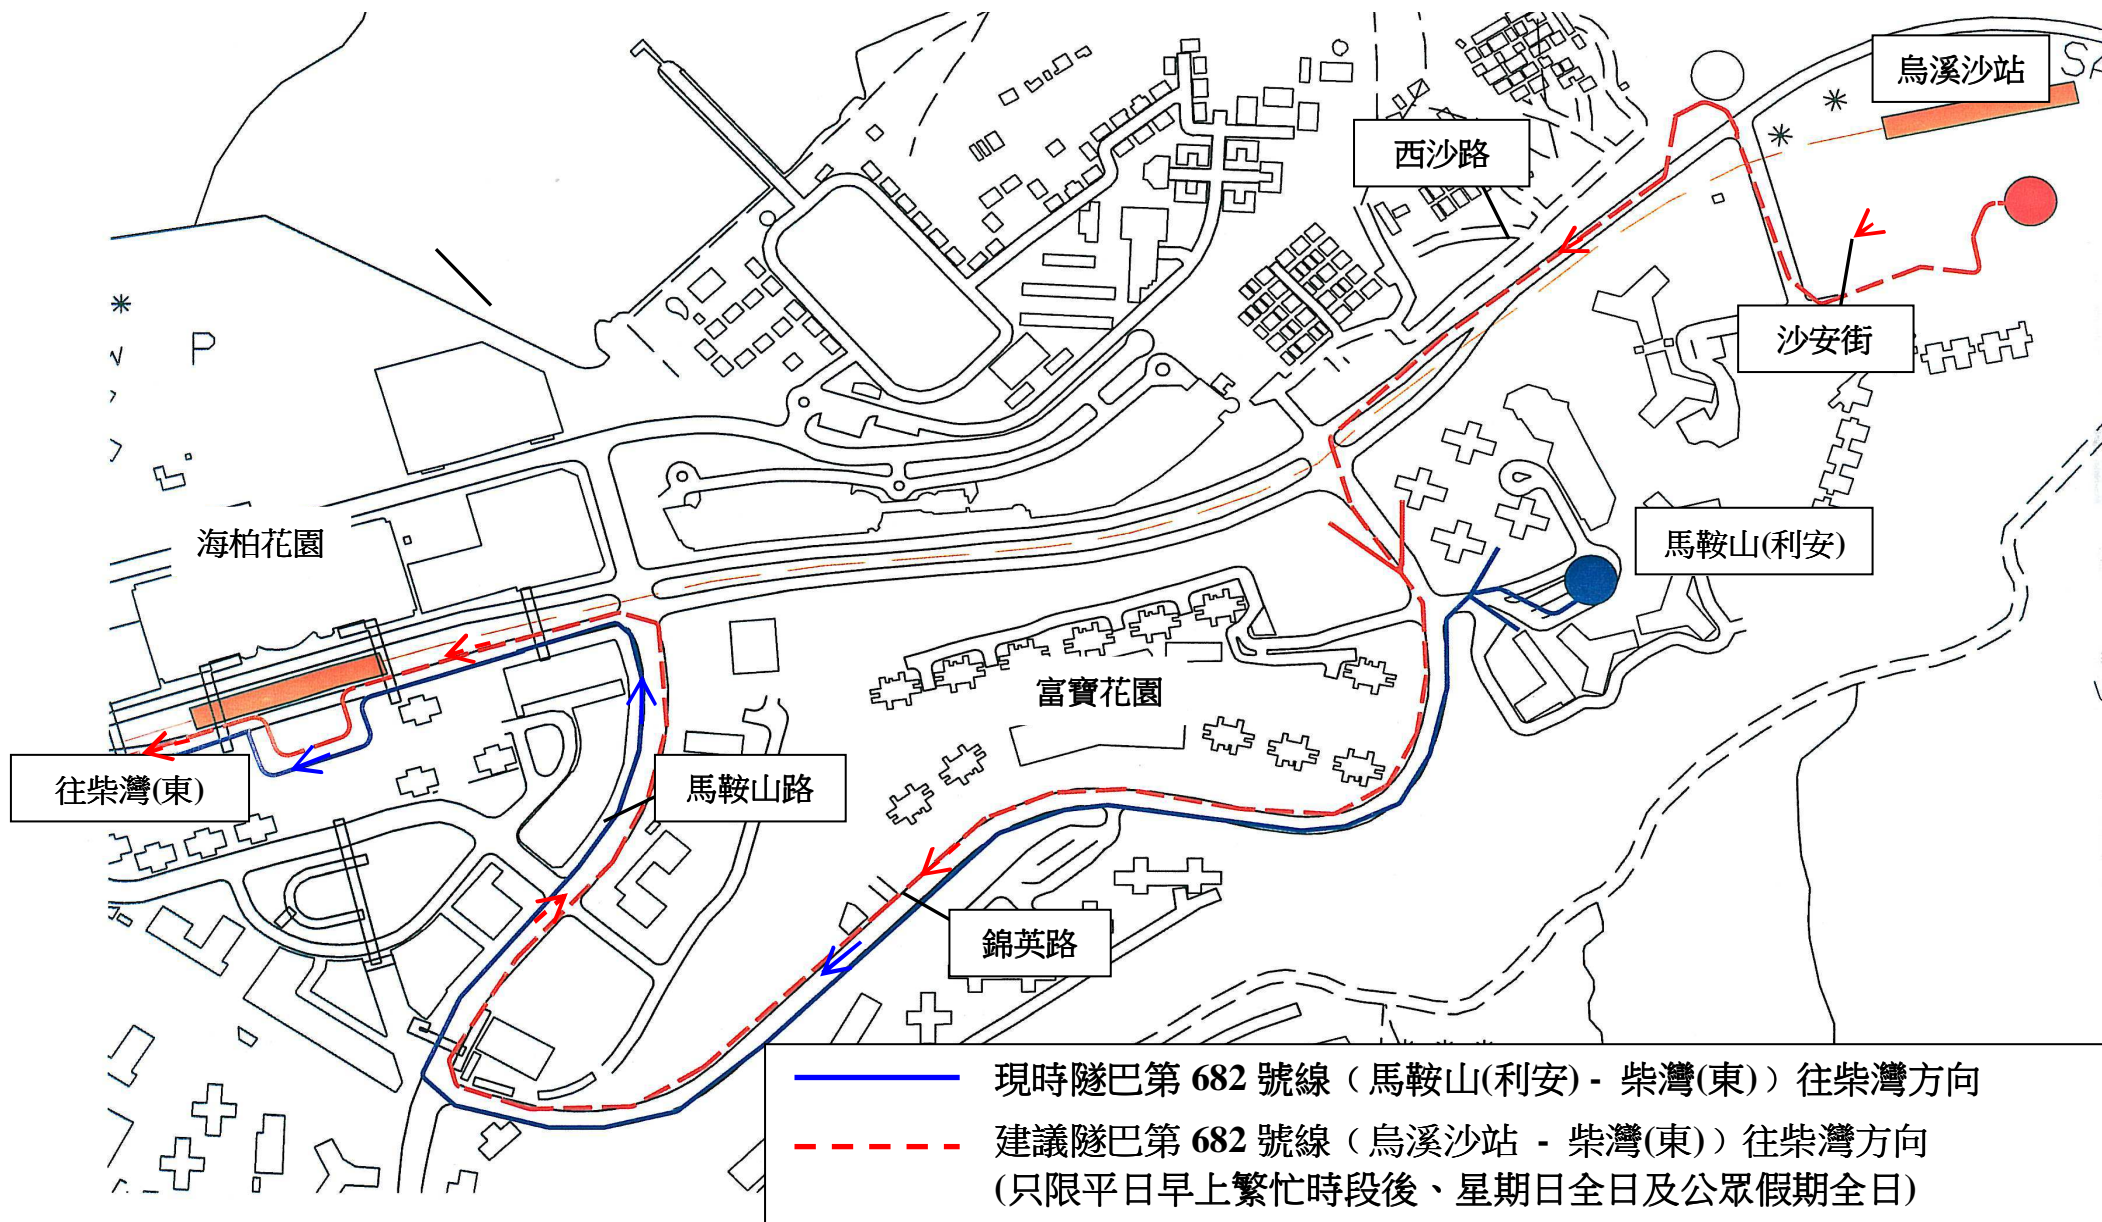 烏溪沙站
SA
西沙路
沙安街
P
海柏花園
馬鞍山(利安)
富寶花園
往柴灣(東)
馬鞍山路
錦英路
現時隧巴第 682 號線（馬鞍山(利安) - 柴灣(東)）往柴灣方向
建議隧巴第 682 號線（烏溪沙站 - 柴灣(東)）往柴灣方向
(只限平日早上繁忙時段後、星期日全日及公眾假期全日)